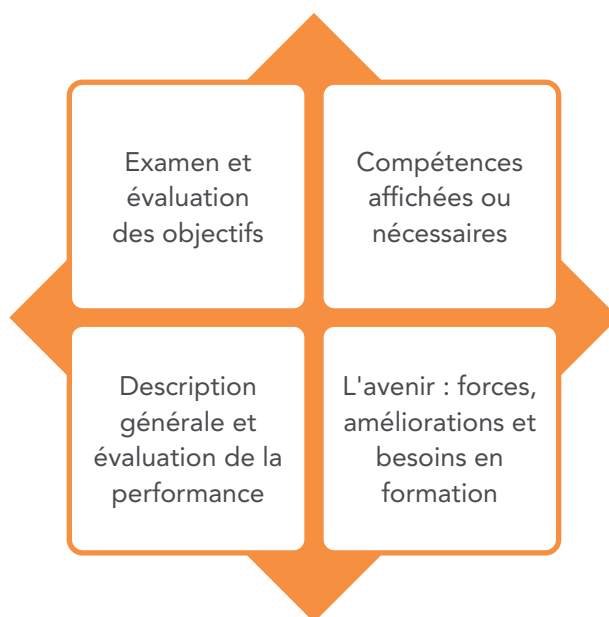 Examen et
évaluation
des objectifs
Compétences
affichées ou
nécessaires
Description
générale et
évaluation de la
performance
L'avenir : forces,
améliorations et
besoins en
formation